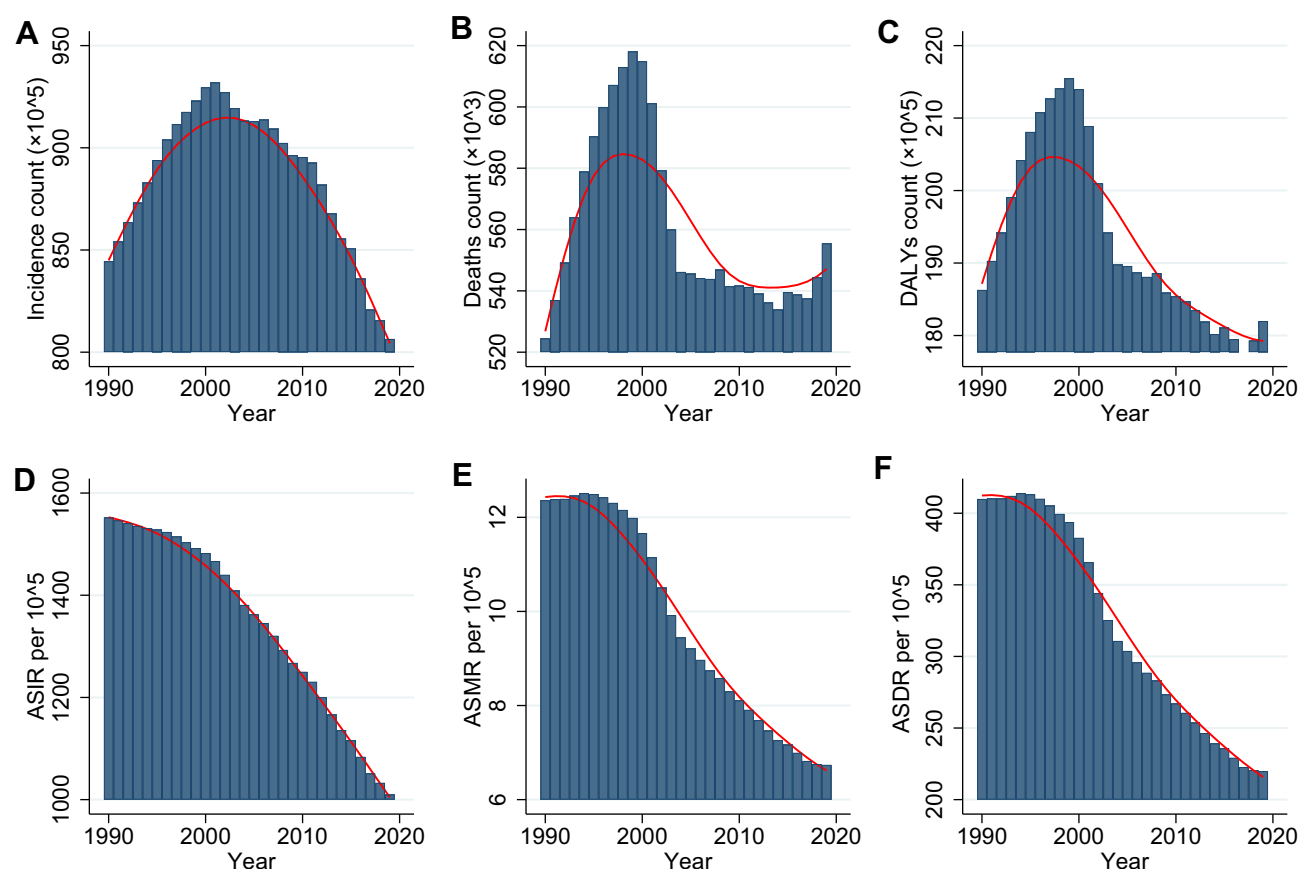 A
Incidence count (×10^5)
950
900
850
800
1990 2000 2010 2020
Year
B
Deaths count (×10^3)
620
600
580
560
540
520
1990 2000 2010 2020
Year
C
DALYs count (×10^5)
220
210
200
190
180
1990 2000 2010 2020
Year
D
ASIR per 10^5
1600
1400
1200
1000
1990 2000 2010 2020
Year
E
ASMR per 10^5
12
10
8
6
1990 2000 2010 2020
Year
F
ASDR per 10^5
400
350
300
250
200
1990 2000 2010 2020
Year